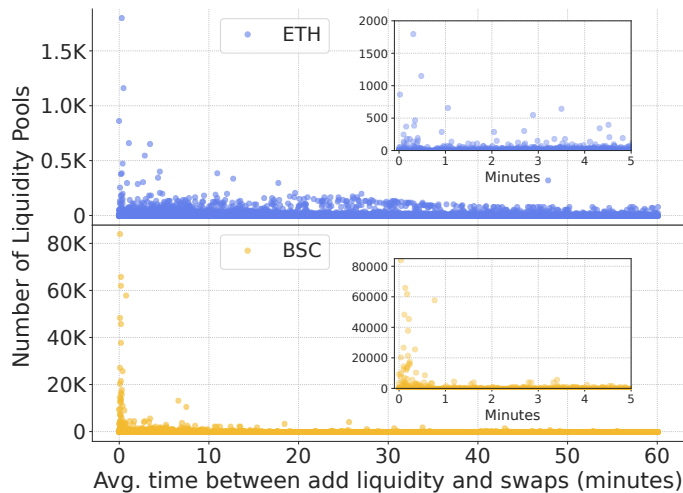 Number of Liquidity Pools
1.5K
1.0K
0.5K
0
ETH
2000
1500
1000
500
0
0 1 2 3 4 5
Minutes
80K
60K
40K
20K
0
BSC
80000
60000
40000
20000
0
0 1 2 3 4 5
Minutes
0 10 20 30 40 50 60
Avg. time between add liquidity and swaps (minutes)